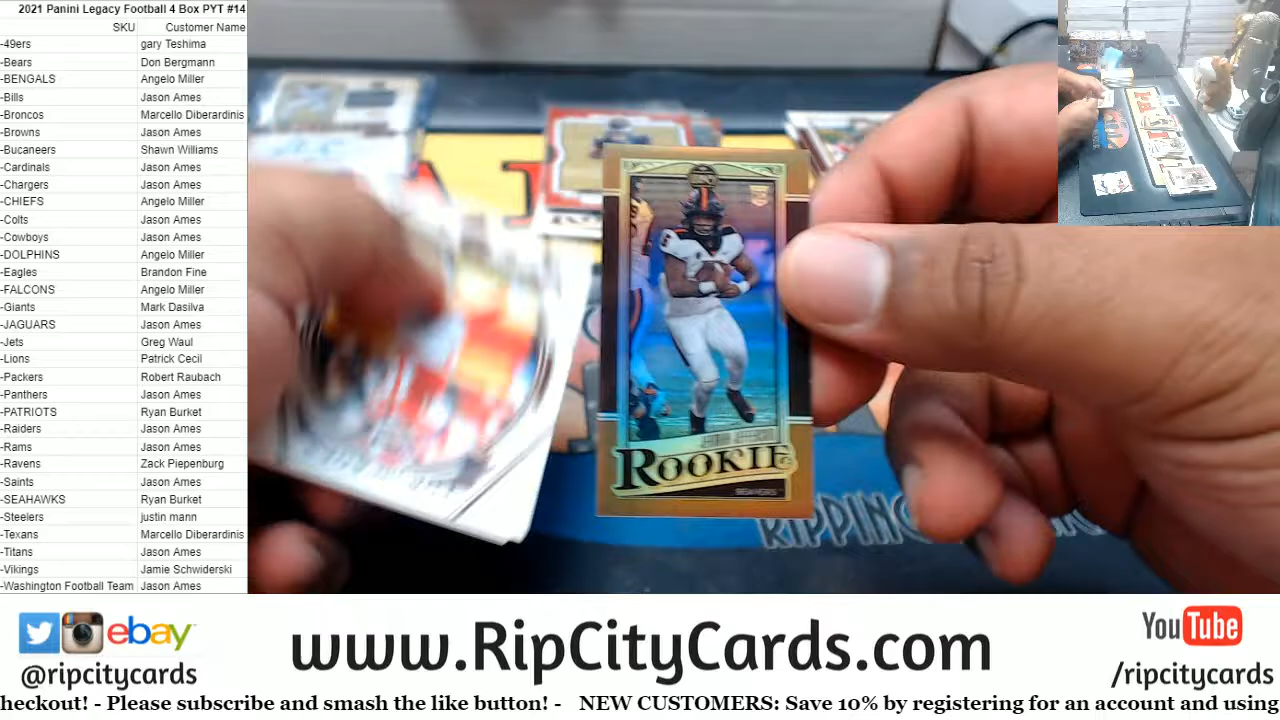 2021 Panini Legacy Football 4 Box PYT #14
SKU Customer Name
-49ers gary Teshima
-Bears Don Bergmann
-BENGALS Angelo Miller
-Bills Jason Ames
-Broncos Marcello Diberardinis
-Browns Jason Ames
-Bucaneers Shawn Williams
-Cardinals Jason Ames
-Chargers Jason Ames
-CHIEFS Angelo Miller
-Colts Jason Ames
-Cowboys Jason Ames
-DOLPHINS Angelo Miller
-Eagles Brandon Fine
-FALCONS Angelo Miller
-Giants Mark Dasilva
-JAGUARS Jason Ames
-Jets Greg Waul
-Lions Patrick Cecil
-Packers Robert Raubach
-Panthers Jason Ames
-PATRIOTS Ryan Burket
-Raiders Jason Ames
-Rams Jason Ames
-Ravens Zack Piepenburg
-Saints Jason Ames
-SEAHAWKS Ryan Burket
-Steelers justin mann
-Texans Marcello Diberardinis
-Titans Jason Ames
-Vikings Jamie Schwiderski
-Washington Football Team Jason Ames
ROOKIE
BEAVERS
RIPPING
ebay
@ripcitycards
www.RipCityCards.com
YouTube
/ripcitycards
heckout! - Please subscribe and smash the like button! - NEW CUSTOMERS: Save 10% by registering for an account and using